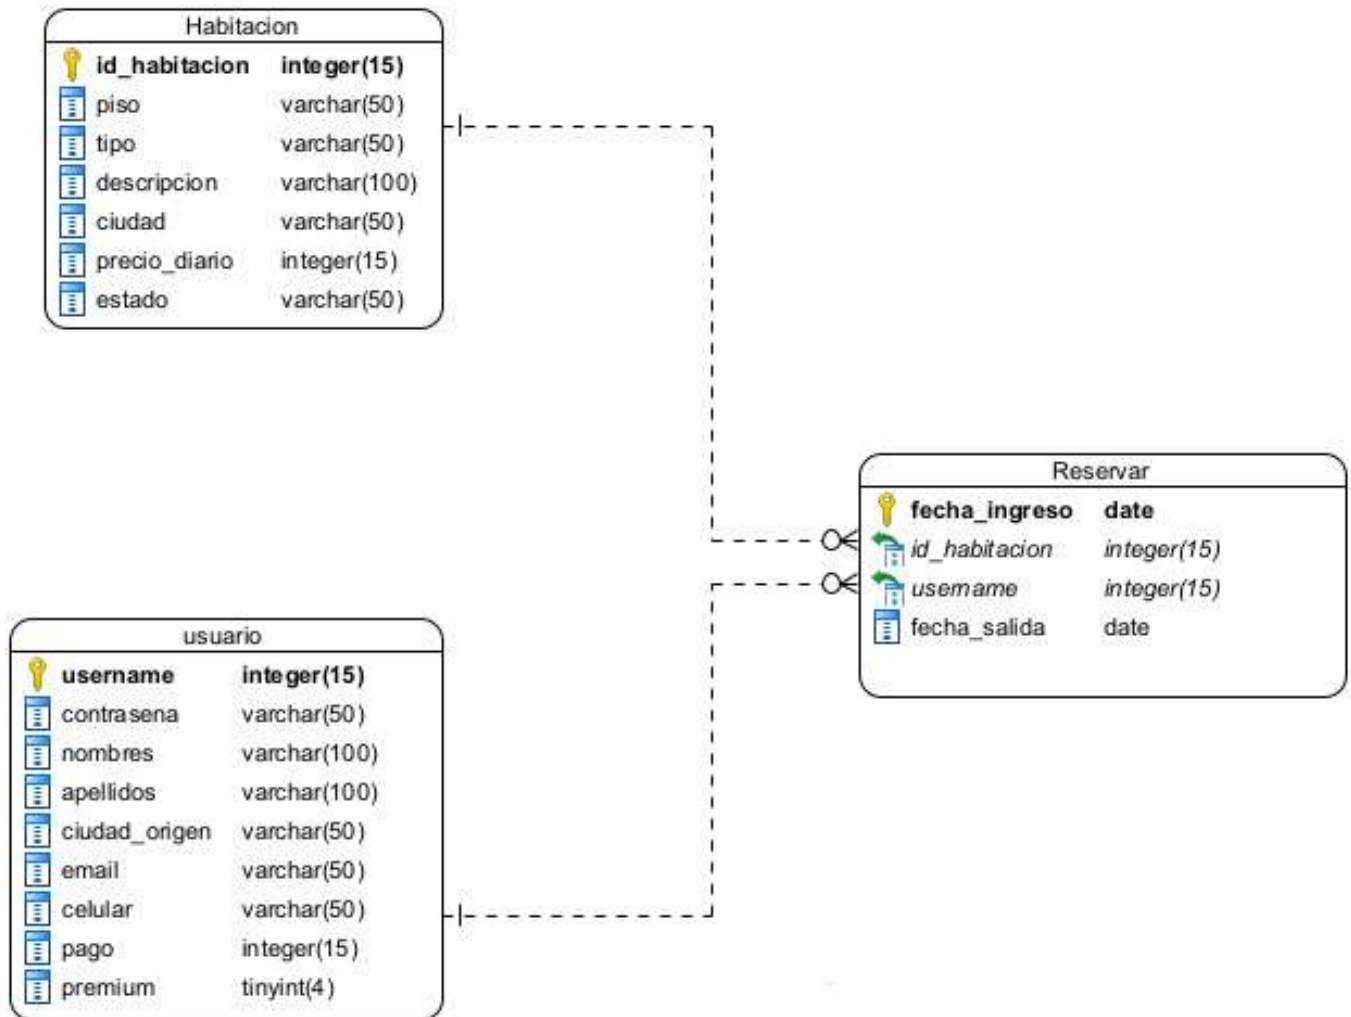 Habitacion
id_habitacion integer(15)
piso varchar(50)
tipo varchar(50)
descripcion varchar(100)
ciudad varchar(50)
precio_diario integer(15)
estado varchar(50)
Reservar
fecha_ingreso date
id_habitacion integer(15)
username integer(15)
fecha_salida date
usuario
username integer(15)
contrasena varchar(50)
nombres varchar(100)
apellidos varchar(100)
ciudad_origen varchar(50)
email varchar(50)
celular varchar(50)
pago integer(15)
premium tinyint(4)